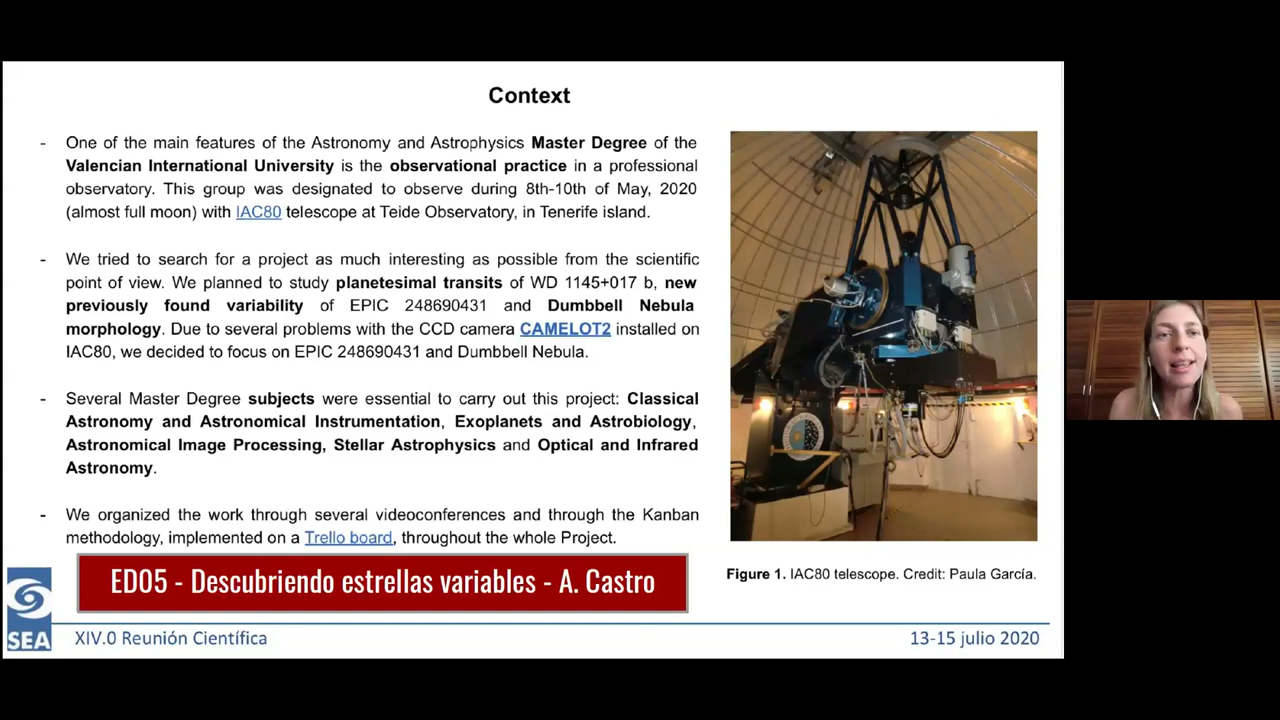 Context
- One of the main features of the Astronomy and Astrophysics Master Degree of the
Valencian International University is the observational practice in a professional
observatory. This group was designated to observe during 8th-10th of May, 2020
(almost full moon) with IAC80 telescope at Teide Observatory, in Tenerife island.
- We tried to search for a project as much interesting as possible from the scientific
point of view. We planned to study planetesimal transits of WD 1145+017 b, new
previously found variability of EPIC 248690431 and Dumbbell Nebula
morphology. Due to several problems with the CCD camera CAMELOT2 installed on
IAC80, we decided to focus on EPIC 248690431 and Dumbbell Nebula.
- Several Master Degree subjects were essential to carry out this project: Classical
Astronomy and Astronomical Instrumentation, Exoplanets and Astrobiology,
Astronomical Image Processing, Stellar Astrophysics and Optical and Infrared
Astronomy.
- We organized the work through several videoconferences and through the Kanban
methodology, implemented on a Trello board, throughout the whole Project.
Figure 1. IAC80 telescope. Credit: Paula García.
ED05 - Descubriendo estrellas variables - A. Castro
SEA
XIV.0 Reunión Científica
13-15 julio 2020